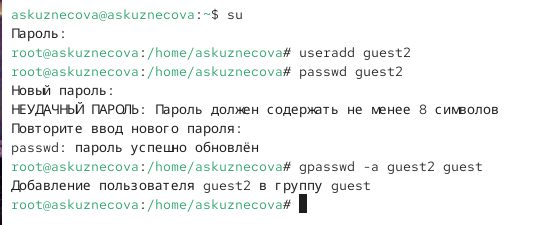 askuznecova@askuznecova:~$ su
Пароль:
root@askuznecova:/home/askuznecova# useradd guest2
root@askuznecova:/home/askuznecova# passwd guest2
Новый пароль:
НЕУДАЧНЫЙ ПАРОЛЬ: Пароль должен содержать не менее 8 символов
Повторите ввод нового пароля:
passwd: пароль успешно обновлён
root@askuznecova:/home/askuznecova# gpasswd -a guest2 guest
Добавление пользователя guest2 в группу guest
root@askuznecova:/home/askuznecova#